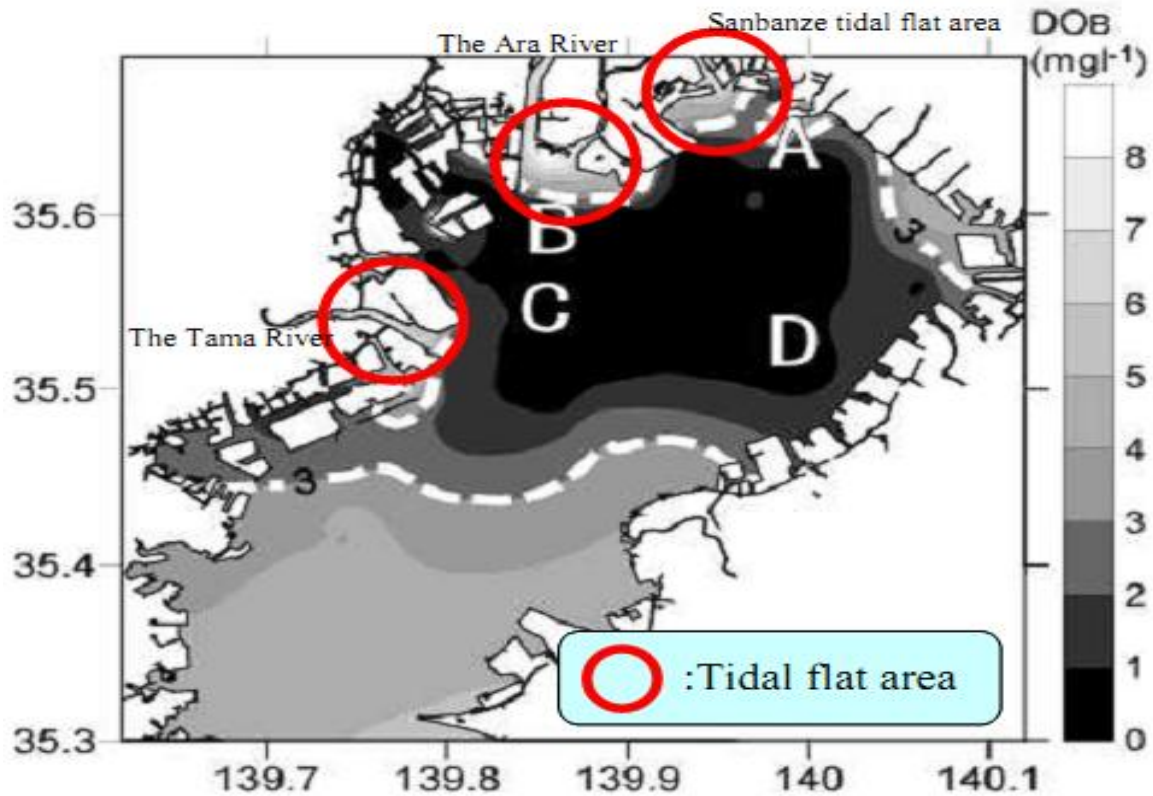 Sanbanze tidal flat area
The Ara River
DOB
(mgl-1)
A
8
7
35.6
B
3
6
C
The Tama River
D
5
35.5
4
3
3
35.4
2
:Tidal flat area
1
35.3
0
139.7 139.8 139.9 140 140.1